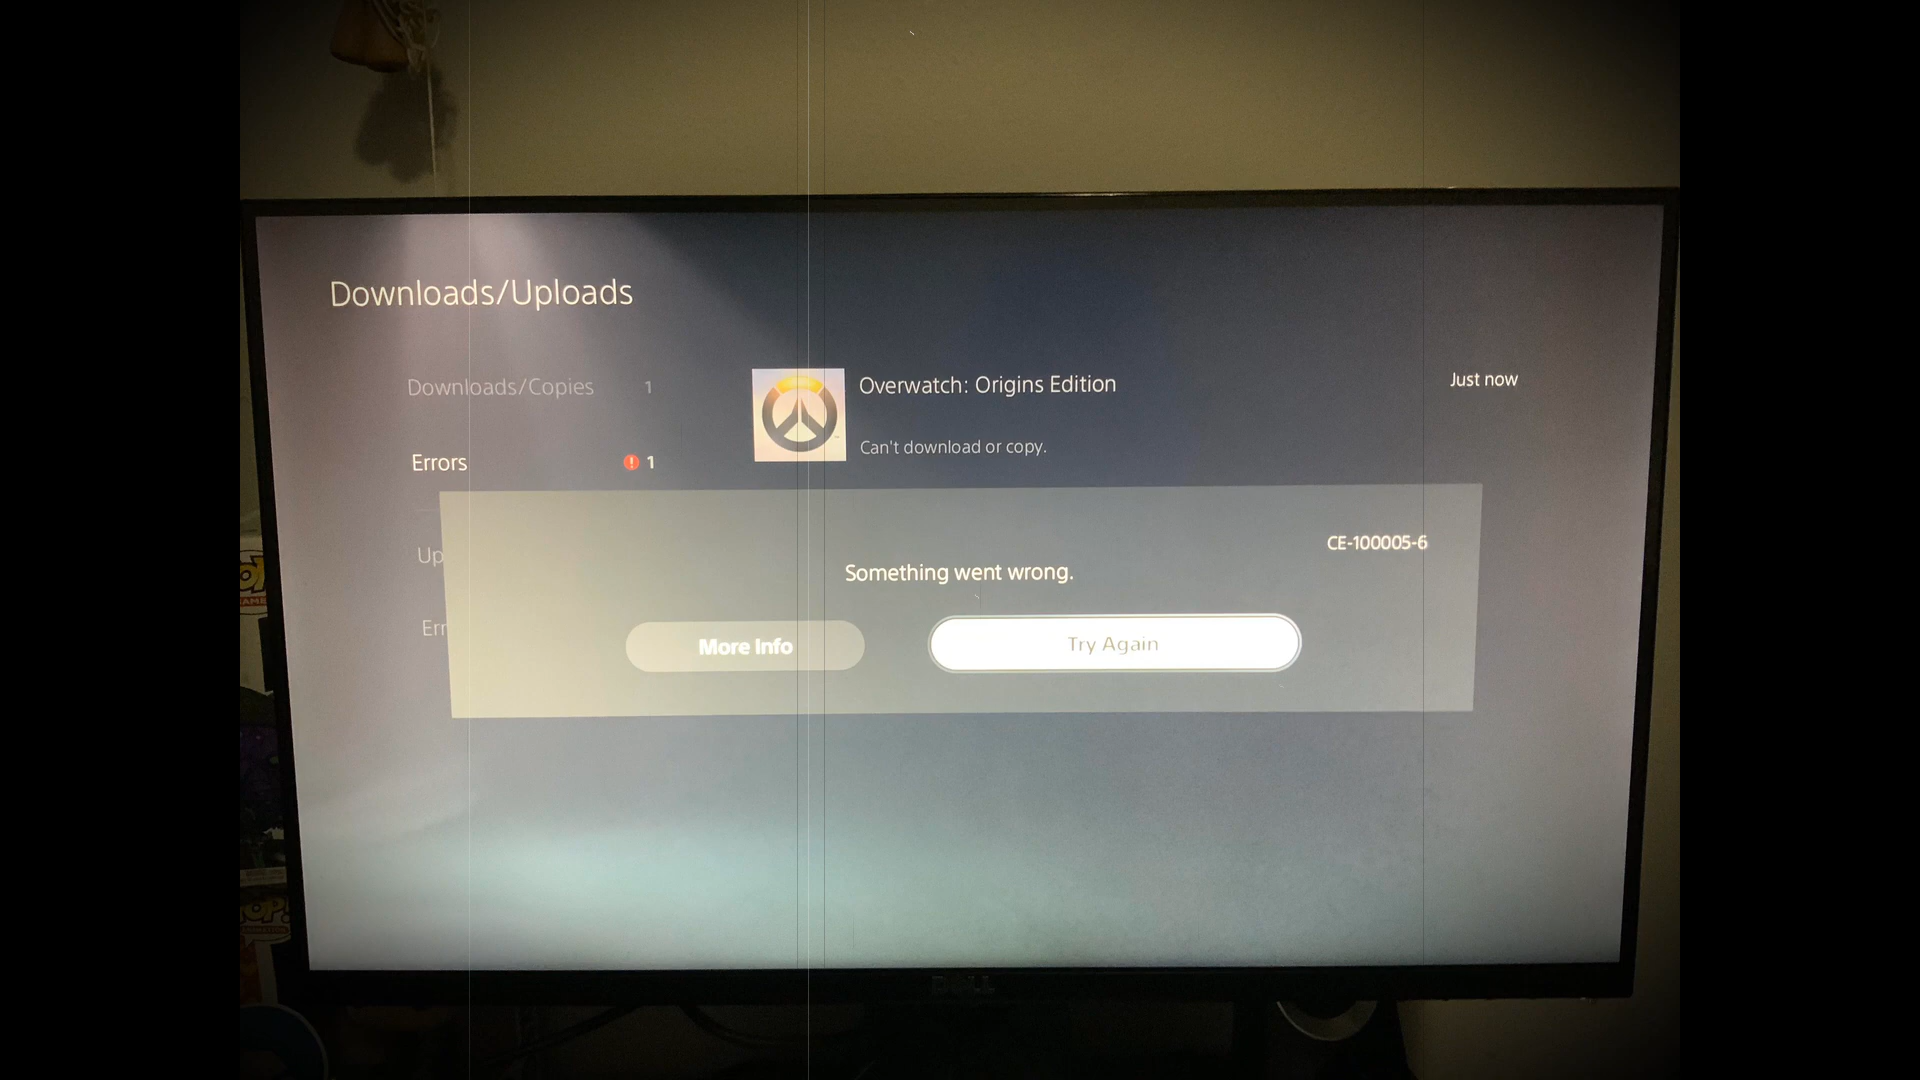 Downloads/Uploads
Downloads/Copies 1
Overwatch: Origins Edition
Just now
Can't download or copy.
Errors ! 1
CE-100005-6
Something went wrong.
More Info
Try Again
DELL